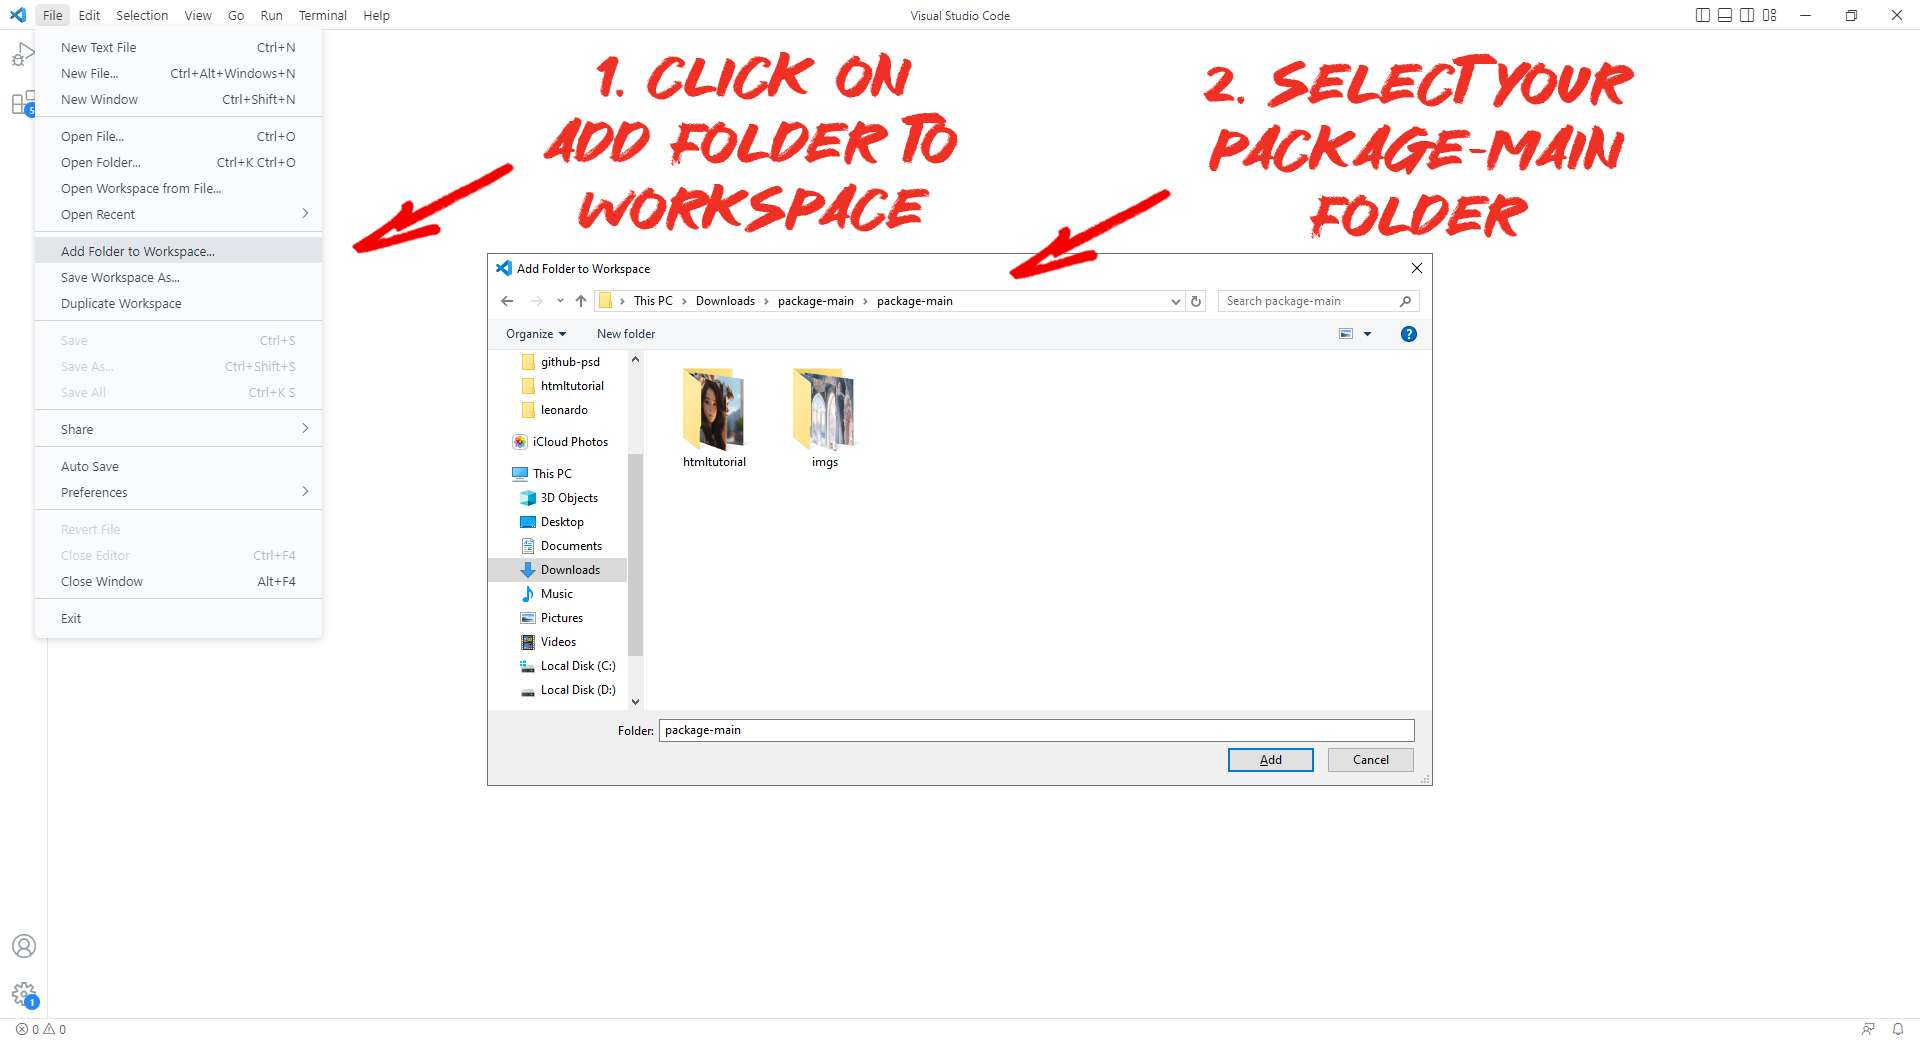 File Edit Selection View Go Run Terminal Help
Visual Studio Code
New Text File Ctrl+N
New File... Ctrl+Alt+Windows+N
New Window Ctrl+Shift+N
Open File... Ctrl+O
Open Folder... Ctrl+K Ctrl+O
Open Workspace from File...
Open Recent
Add Folder to Workspace...
Save Workspace As...
Duplicate Workspace
Save Ctrl+S
Save As... Ctrl+Shift+S
Save All Ctrl+K S
Share
Auto Save
Preferences
Revert File
Close Editor Ctrl+F4
Close Window Alt+F4
Exit
5
1. CLICK ON
ADD FOLDER TO
WORKSPACE
2. SELECT YOUR
PACKAGE-MAIN
FOLDER
Add Folder to Workspace
This PC > Downloads > package-main > package-main
Search package-main
Organize New folder
?
github-psd
htmltutorial
leonardo
iCloud Photos
This PC
3D Objects
Desktop
Documents
Downloads
Music
Pictures
Videos
Local Disk (C:)
Local Disk (D:)
htmltutorial
imgs
Folder: package-main
Add Cancel
1
0 0